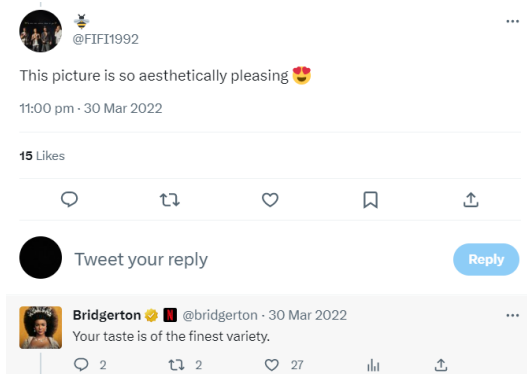 @FIFI1992
This picture is so aesthetically pleasing 😍
11:00 pm · 30 Mar 2022
15 Likes
Tweet your reply
Reply
Bridgerton @bridgerton · 30 Mar 2022
Your taste is of the finest variety.
2 2 27